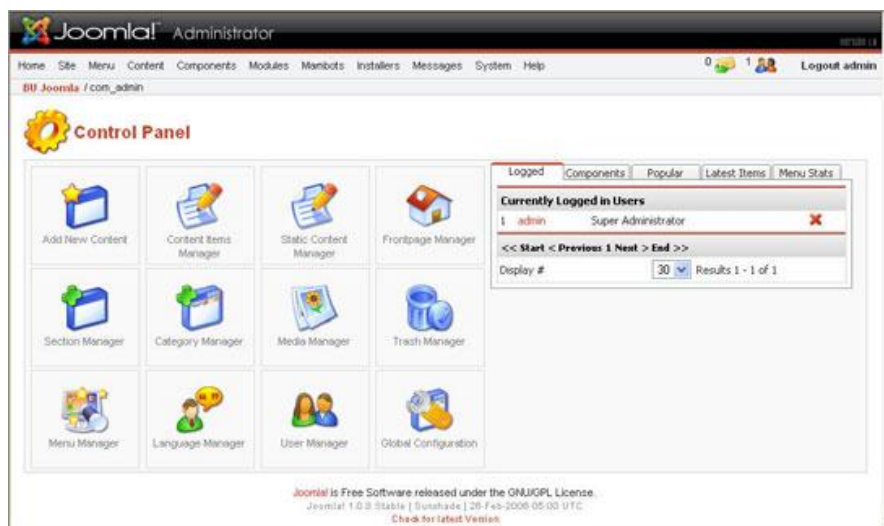 Joomla! Administrator
Home Site Menu Content Components Modules Mambots Installers Messages System Help 0 1 Logout admin
BU Joomla / com_admin
Control Panel
Logged Components Popular Latest Items Menu Stats
Currently Logged in Users
1 admin Super Administrator
<< Start < Previous 1 Next > End >>
Display # 30 Results 1 - 1 of 1
Add New Content
Content Items Manager
Static Content Manager
Frontpage Manager
Section Manager
Category Manager
Media Manager
Trash Manager
Menu Manager
Language Manager
User Manager
Global Configuration
Joomla! is Free Software released under the GNU/GPL License.
Joomla! 1.0.8 Stable [ Sunshade ] 26-Feb-2006 05:00 UTC
Check for latest Version